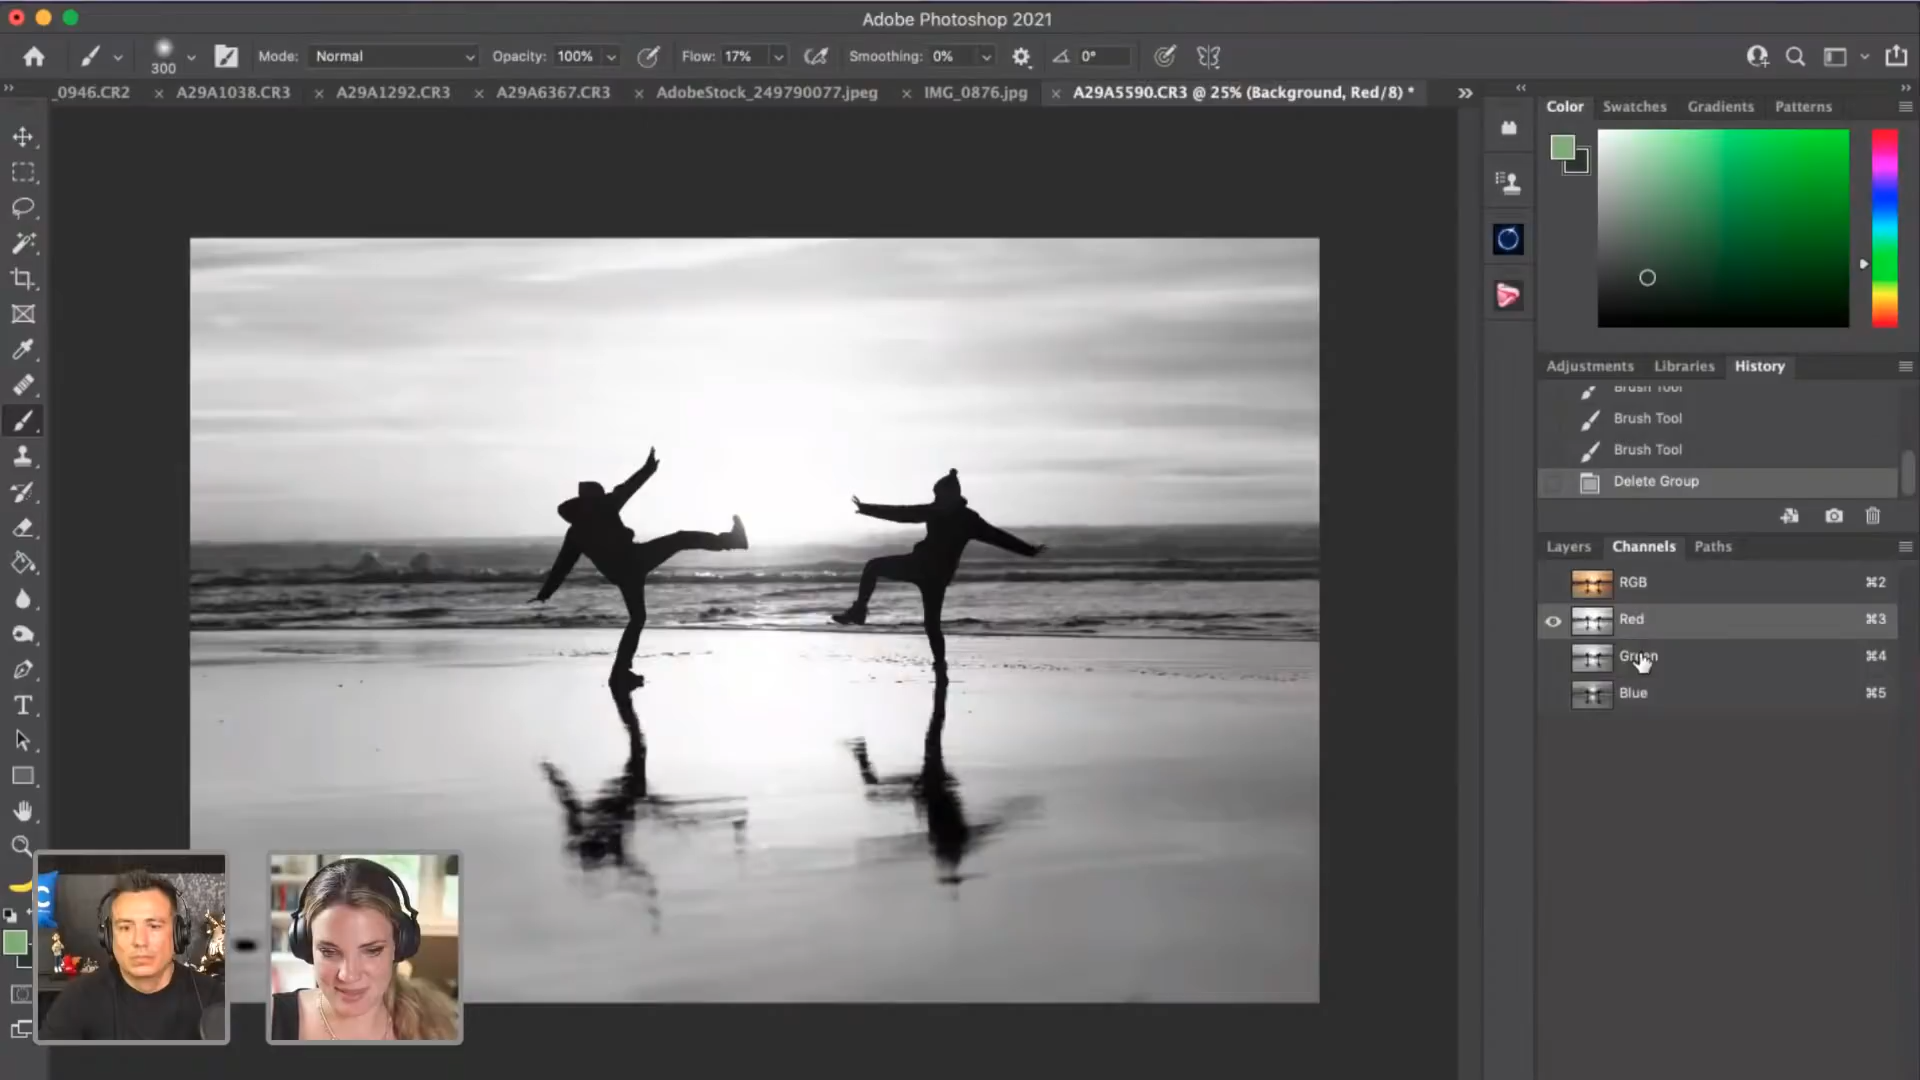 Adobe Photoshop 2021
300
Mode: Normal
Opacity: 100%
Flow: 17%
Smoothing: 0%
0°
_0946.CR2
A29A1038.CR3
A29A1292.CR3
A29A6367.CR3
AdobeStock_249790077.jpeg
IMG_0876.jpg
A29A5590.CR3 @ 25% (Background, Red/8) *
Color
Swatches
Gradients
Patterns
Adjustments
Libraries
History
Brush Tool
Brush Tool
Brush Tool
Delete Group
Layers
Channels
Paths
RGB ⌘2
Red ⌘3
Green ⌘4
Blue ⌘5
C